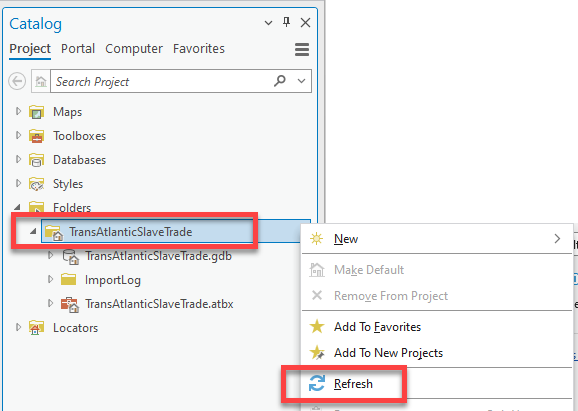 Catalog
Project Portal Computer Favorites
Search Project
Maps
Toolboxes
Databases
Styles
Folders
TransAtlanticSlaveTrade
TransAtlanticSlaveTrade.gdb
ImportLog
TransAtlanticSlaveTrade.atbx
Locators
New
Make Default
Remove From Project
Add To Favorites
Add To New Projects
Refresh